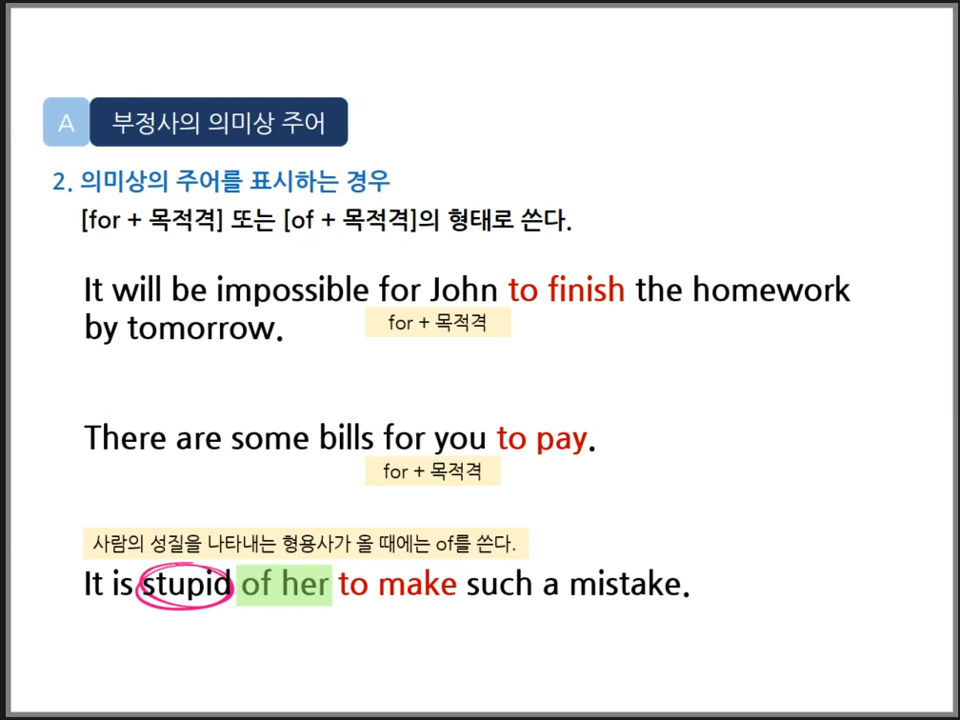 A 부정사의 의미상 주어
2. 의미상의 주어를 표시하는 경우
[for + 목적격] 또는 [of + 목적격]의 형태로 쓴다.
It will be impossible for John to finish the homework
by tomorrow.
for + 목적격
There are some bills for you to pay.
for + 목적격
사람의 성질을 나타내는 형용사가 올 때에는 of를 쓴다.
It is stupid of her to make such a mistake.